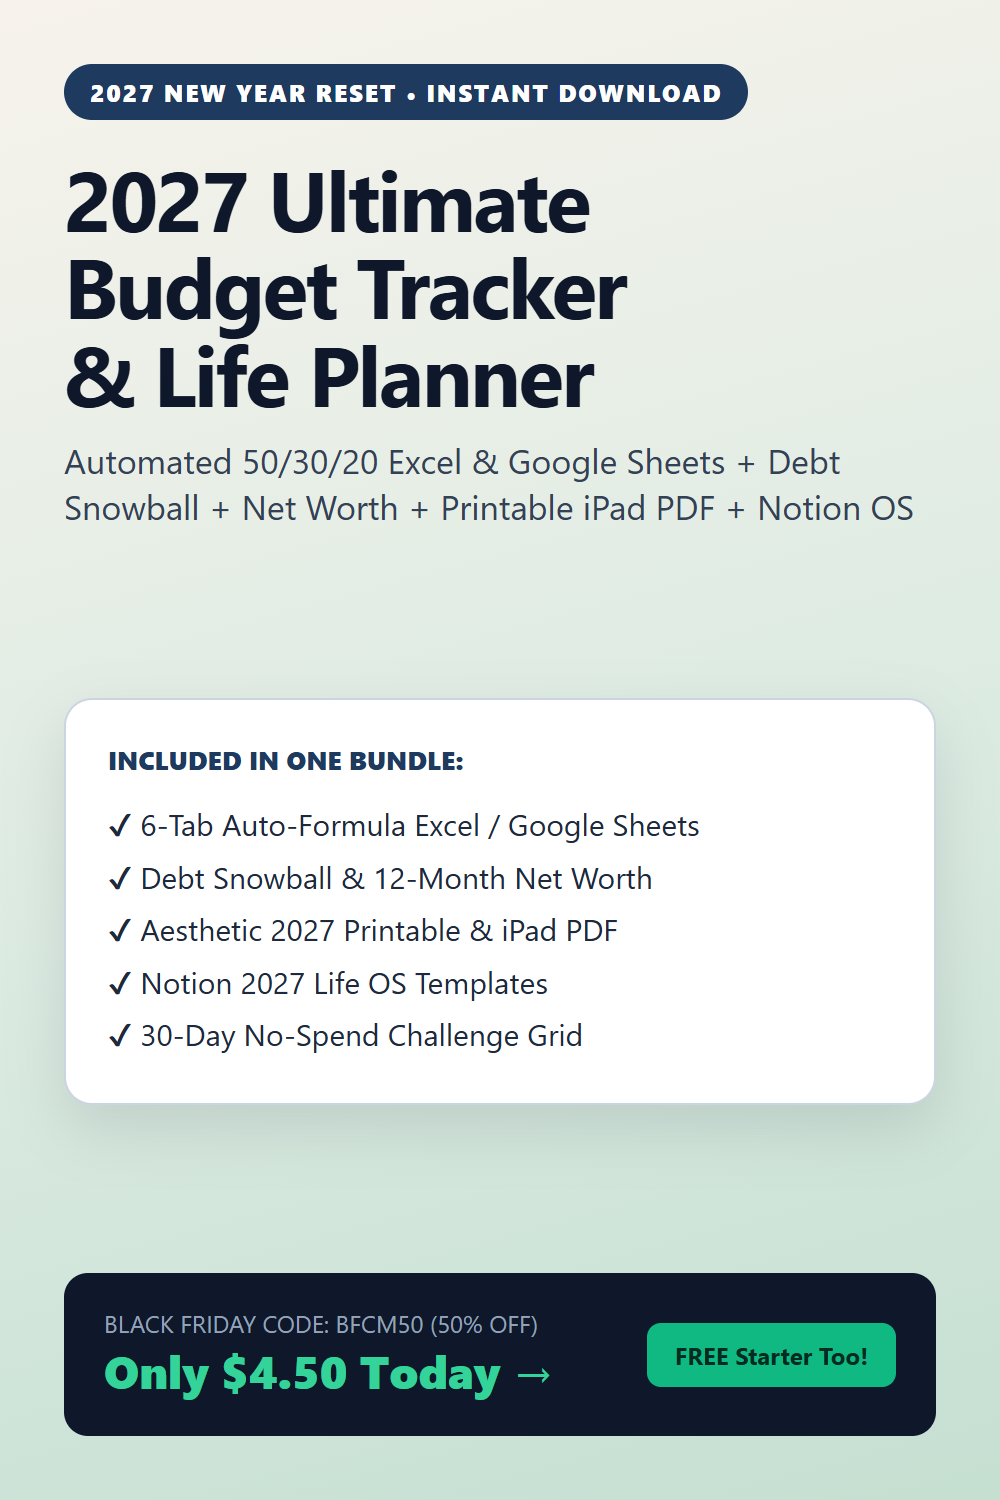 2027 NEW YEAR RESET • INSTANT DOWNLOAD
2027 Ultimate
Budget Tracker
& Life Planner
Automated 50/30/20 Excel & Google Sheets + Debt
Snowball + Net Worth + Printable iPad PDF + Notion OS
INCLUDED IN ONE BUNDLE:
✓ 6-Tab Auto-Formula Excel / Google Sheets
✓ Debt Snowball & 12-Month Net Worth
✓ Aesthetic 2027 Printable & iPad PDF
✓ Notion 2027 Life OS Templates
✓ 30-Day No-Spend Challenge Grid
BLACK FRIDAY CODE: BFCM50 (50% OFF)
Only $4.50 Today →
FREE Starter Too!